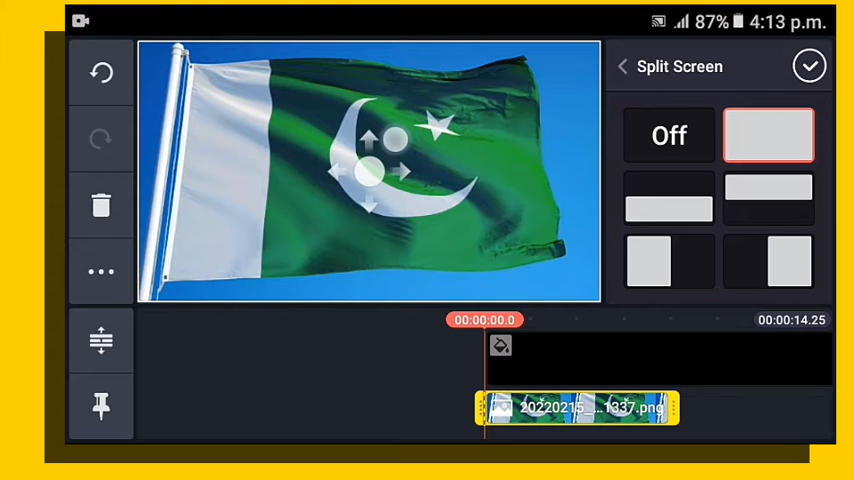 87% 4:13 p.m.
Split Screen
Off
00:00:00.0
00:00:14.25
20220215_...1337.png